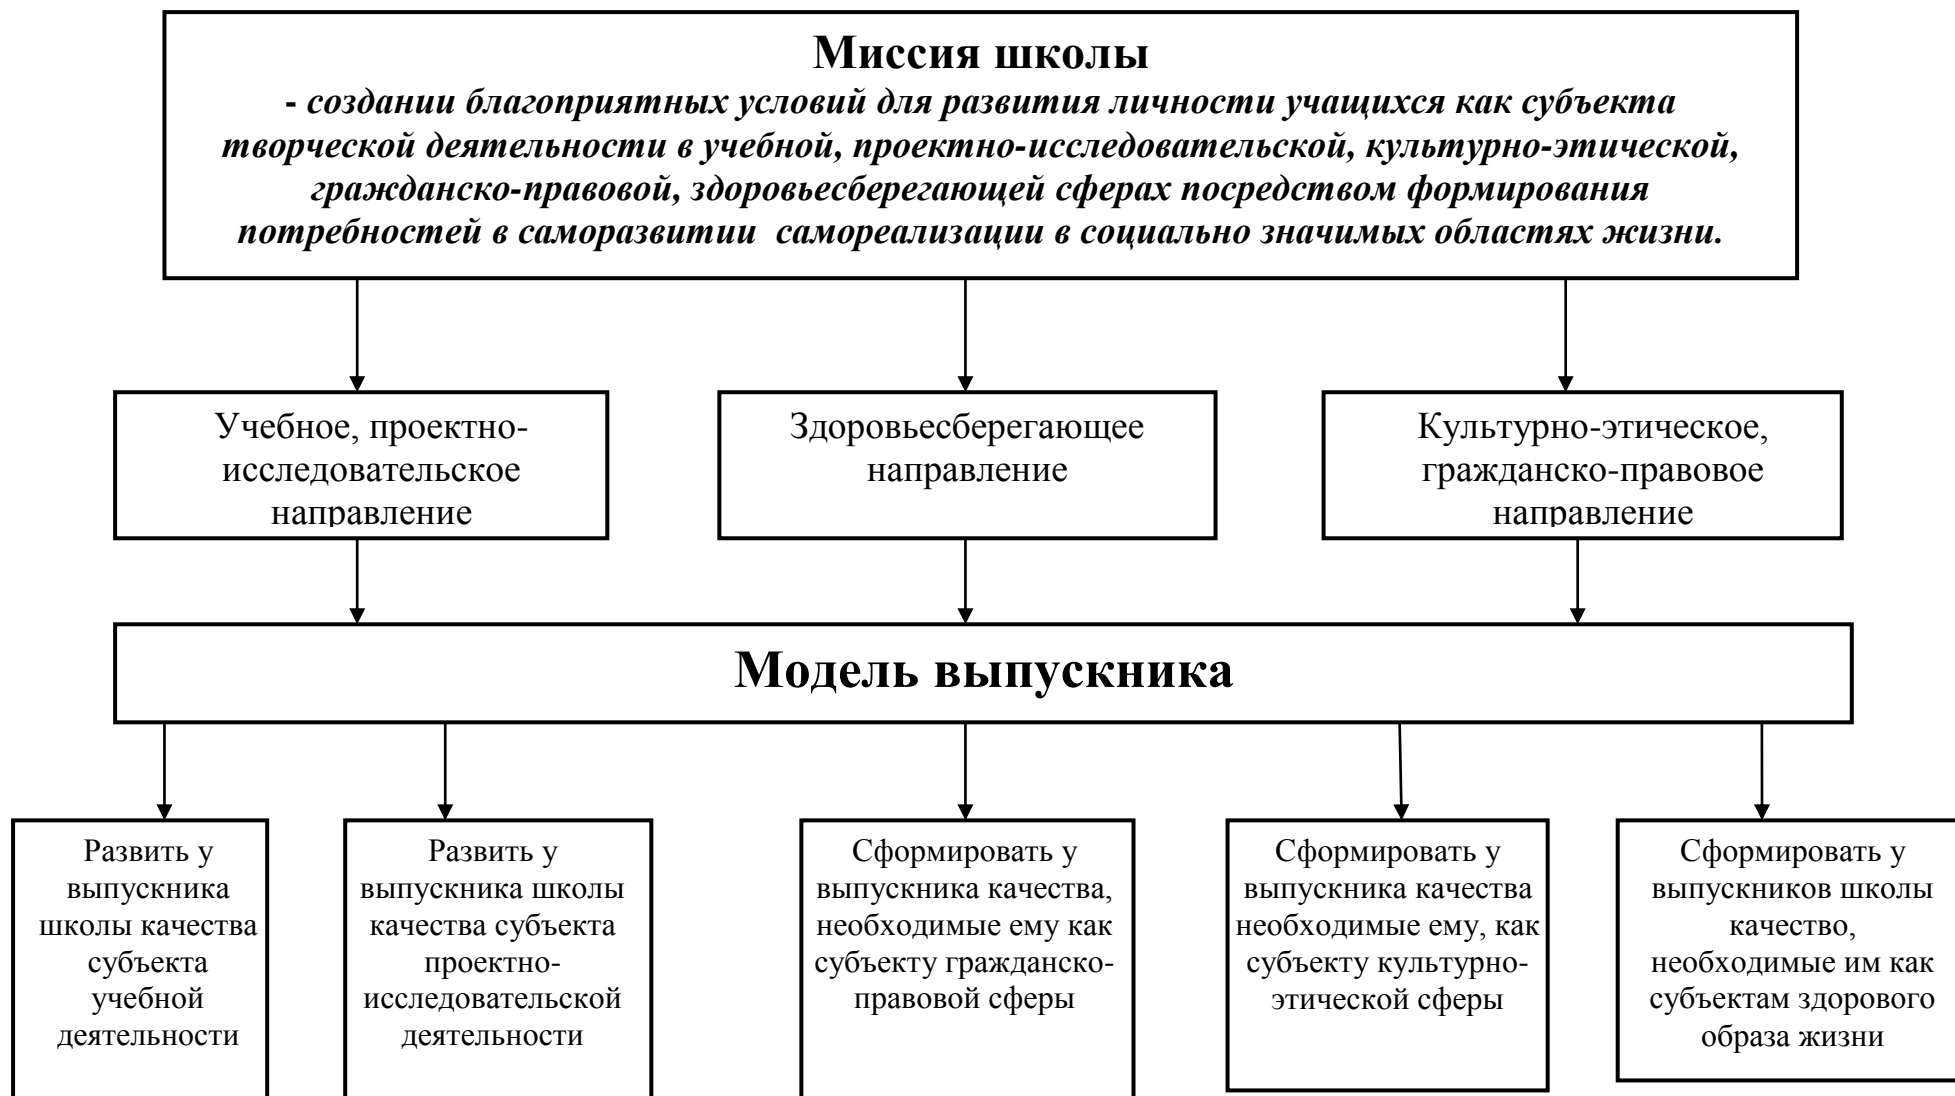 Миссия школы
- создании благоприятных условий для развития личности учащихся как субъекта
творческой деятельности в учебной, проектно-исследовательской, культурно-этической,
гражданско-правовой, здоровьесберегающей сферах посредством формирования
потребностей в саморазвитии  самореализации в социально значимых областях жизни.
Учебное, проектно-
исследовательское
направление
Здоровьесберегающее
направление
Культурно-этическое,
гражданско-правовое
направление
Модель выпускника
Развить у
выпускника
школы качества
субъекта
учебной
деятельности
Развить у
выпускника школы
качества субъекта
проектно-
исследовательской
деятельности
Сформировать у
выпускника качества,
необходимые ему как
субъекту гражданско-
правовой сферы
Сформировать у
выпускника качества
необходимые ему, как
субъекту культурно-
этической сферы
Сформировать у
выпускников школы
качество,
необходимые им как
субъектам здорового
образа жизни